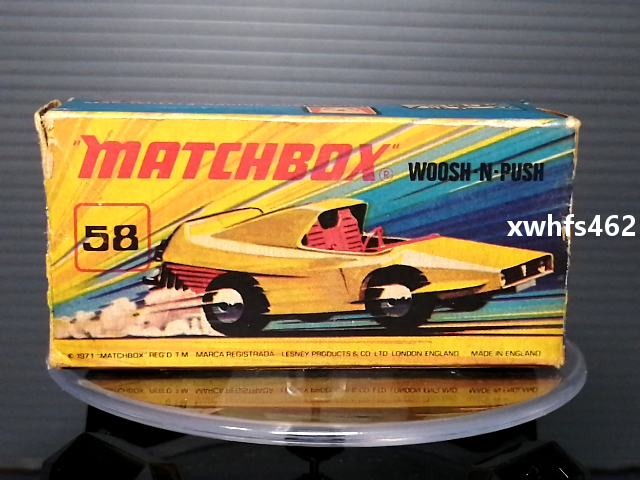 "MATCHBOX"® WOOSH-N-PUSH
58
xwhfs462
© 1971 "MATCHBOX" REG'D T M MARCA REGISTRADA LESNEY PRODUCTS & CO LTD LONDON ENGLAND MADE IN ENGLAND